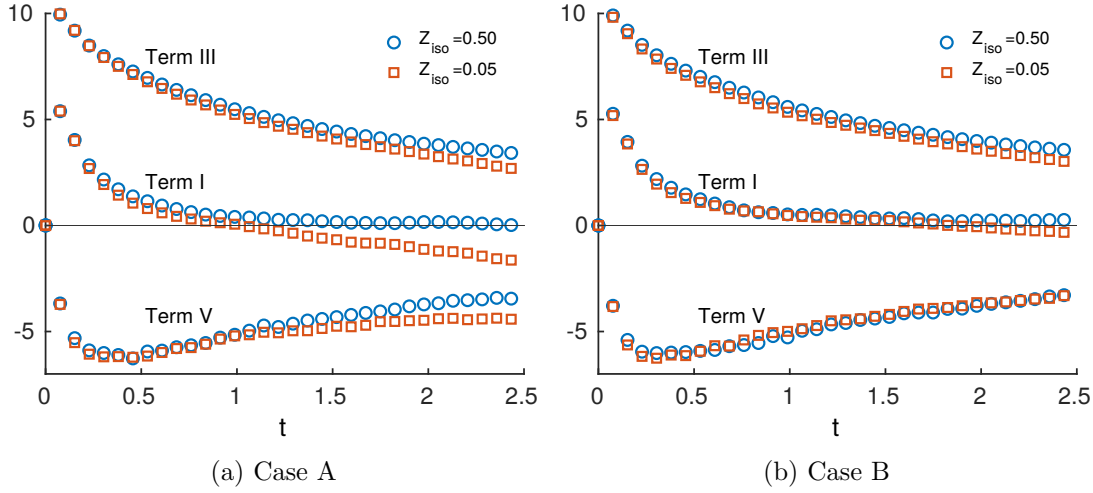 10
5
0
-5
0
0.5
1
1.5
2
2.5
t
Term III
Term I
Term V
Z_iso=0.50
Z_iso=0.05
(a) Case A
10
5
0
-5
0
0.5
1
1.5
2
2.5
t
Term III
Term I
Term V
Z_iso=0.50
Z_iso=0.05
(b) Case B